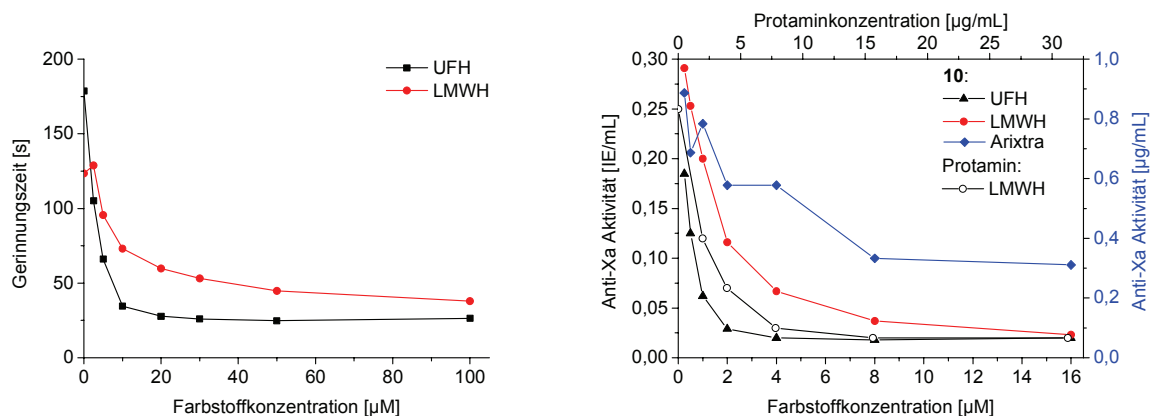 200
150
100
50
0
Gerinnungszeit [s]
UFH
LMWH
0 20 40 60 80 100
Farbstoffkonzentration [µM]
Protaminkonzentration [µg/mL]
0 5 10 15 20 25 30
0,30
0,25
0,20
0,15
0,10
0,05
0,00
Anti-Xa Aktivität [IE/mL]
10:
UFH
LMWH
Arixtra
Protamin:
LMWH
1,0
0,8
0,6
0,4
0,2
0,0
Anti-Xa Aktivität [µg/mL]
0 2 4 6 8 10 12 14 16
Farbstoffkonzentration [µM]